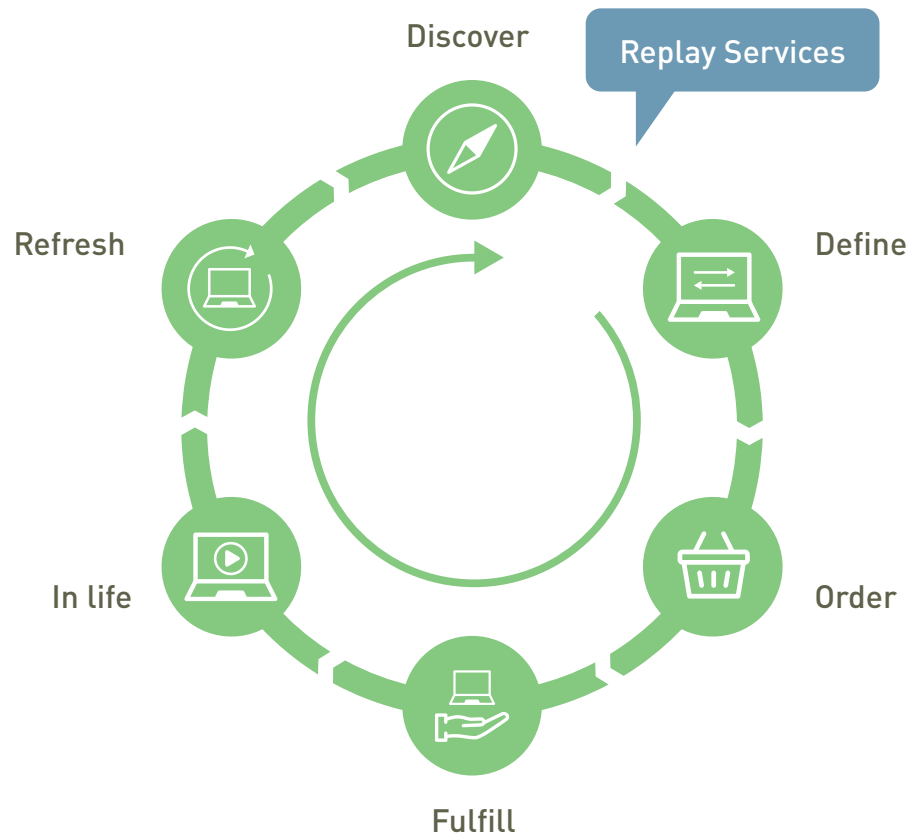 Discover
Replay Services
Refresh
Define
In life
Order
Fulfill